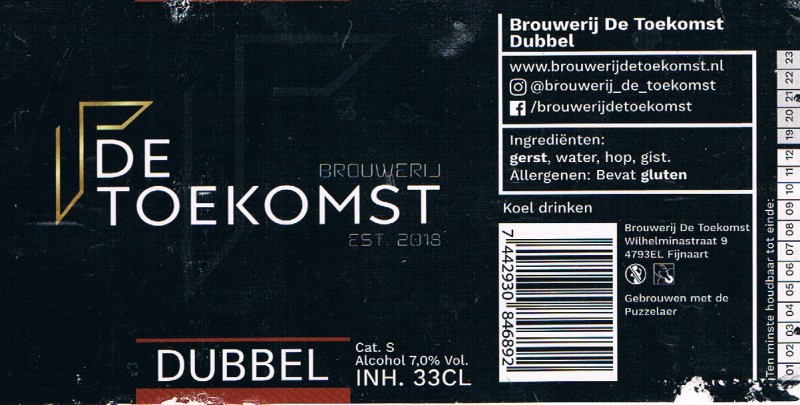 DE
BROUWERIJ
TOEKOMST
EST. 2018
DUBBEL
Cat. S
Alcohol 7,0% Vol.
INH. 33CL
Brouwerij De Toekomst
Dubbel
www.brouwerijdetoekomst.nl
@brouwerij_de_toekomst
/brouwerijdetoekomst
Ingrediënten:
gerst, water, hop, gist.
Allergenen: Bevat gluten
Koel drinken
7 442930 846892
Brouwerij De Toekomst
Wilhelminastraat 9
4793EL Fijnaart
Gebrouwen met de
Puzzelaer
Ten minste houdbaar tot einde:
01 02 03 04 05 06 07 08 09 10 11 12 19 20 21 22 23